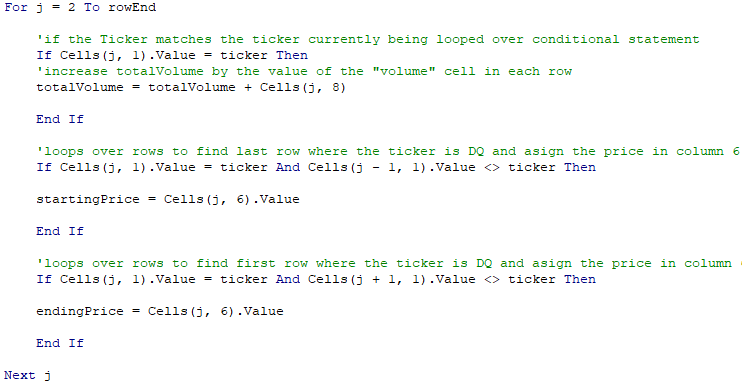 For j = 2 To rowEnd
'if the Ticker matches the ticker currently being looped over conditional statement
If Cells(j, 1).Value = ticker Then
'increase totalVolume by the value of the "volume" cell in each row
totalVolume = totalVolume + Cells(j, 8)
End If
'loops over rows to find last row where the ticker is DQ and asign the price in column 6
If Cells(j, 1).Value = ticker And Cells(j - 1, 1).Value <> ticker Then
startingPrice = Cells(j, 6).Value
End If
'loops over rows to find first row where the ticker is DQ and asign the price in column
If Cells(j, 1).Value = ticker And Cells(j + 1, 1).Value <> ticker Then
endingPrice = Cells(j, 6).Value
End If
Next j